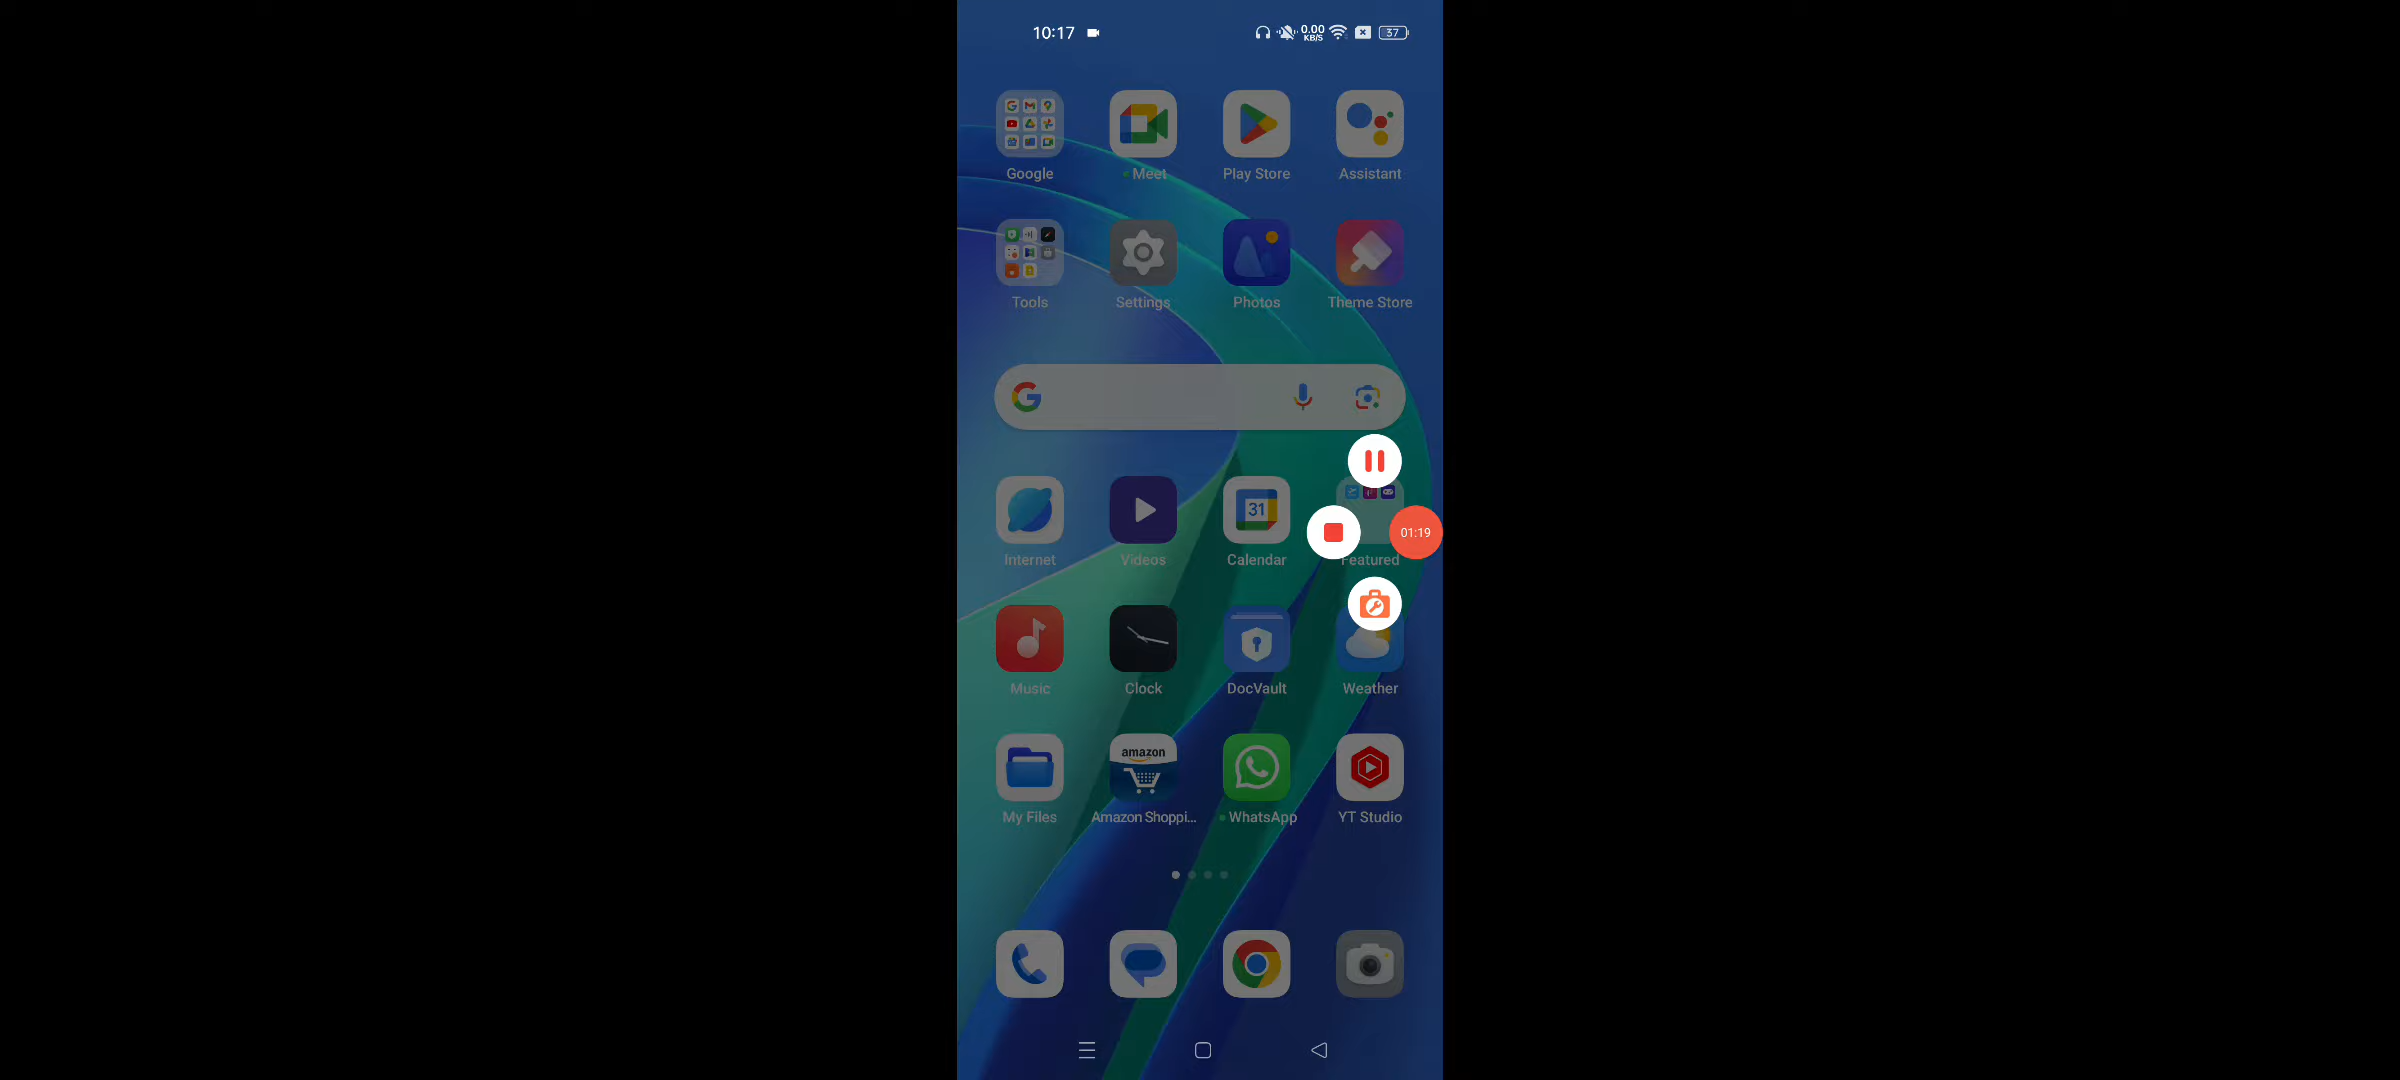 10:17
0.00
KB/S
37
Google
Meet
Play Store
Assistant
Tools
Settings
Photos
Theme Store
31
Internet
Videos
Calendar
Featured
01:19
Music
Clock
DocVault
Weather
amazon
My Files
Amazon Shoppi...
WhatsApp
YT Studio